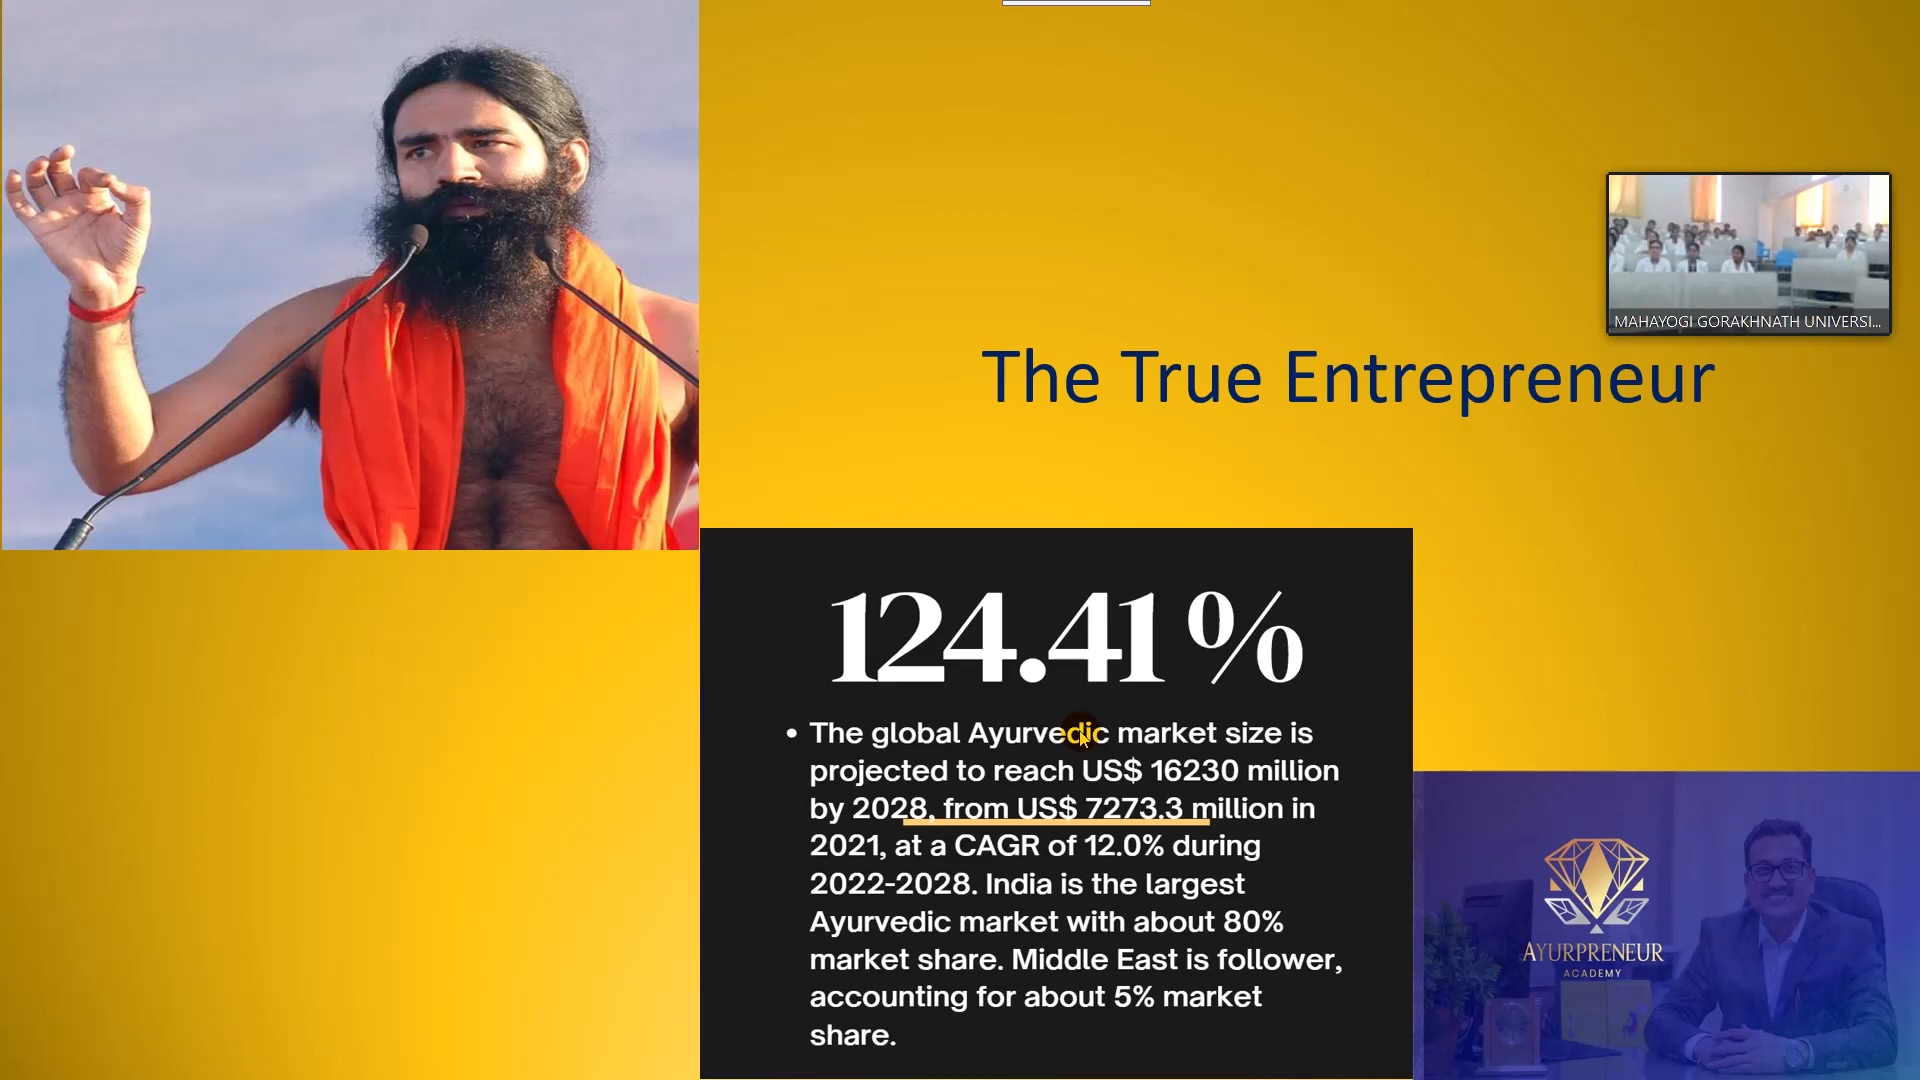 MAHAYOGI GORAKHNATH UNIVERSI...
The True Entrepreneur
124.41 %
• The global Ayurvedic market size is
projected to reach US$ 16230 million
by 2028, from US$ 7273.3 million in
2021, at a CAGR of 12.0% during
2022-2028. India is the largest
Ayurvedic market with about 80%
market share. Middle East is follower,
accounting for about 5% market
share.
AYURPRENEUR
ACADEMY